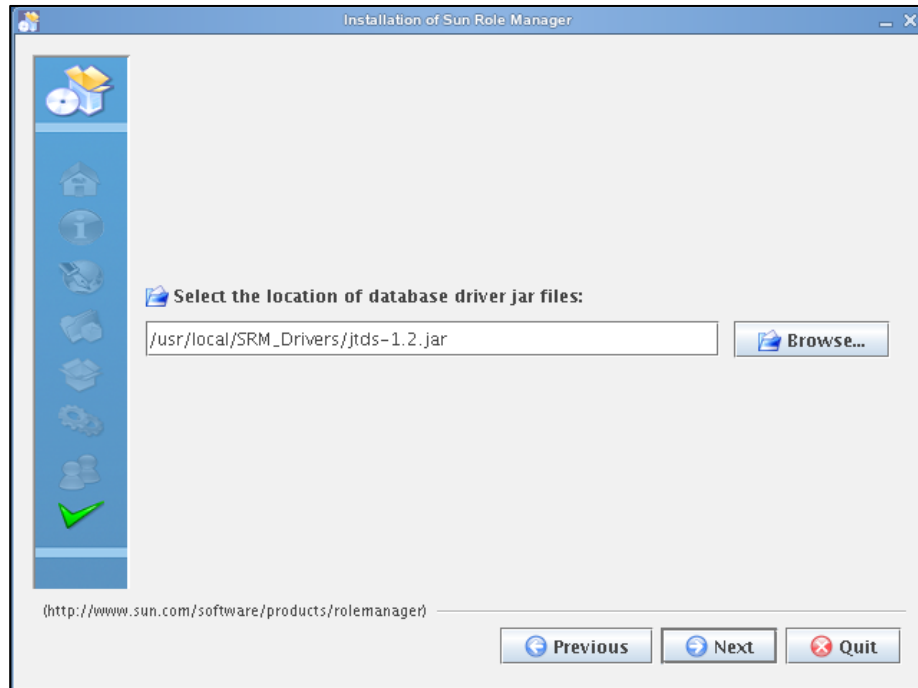 Installation of Sun Role Manager
Select the location of database driver jar files:
/usr/local/SRM_Drivers/jtds-1.2.jar
Browse...
(http://www.sun.com/software/products/rolemanager)
Previous
Next
Quit